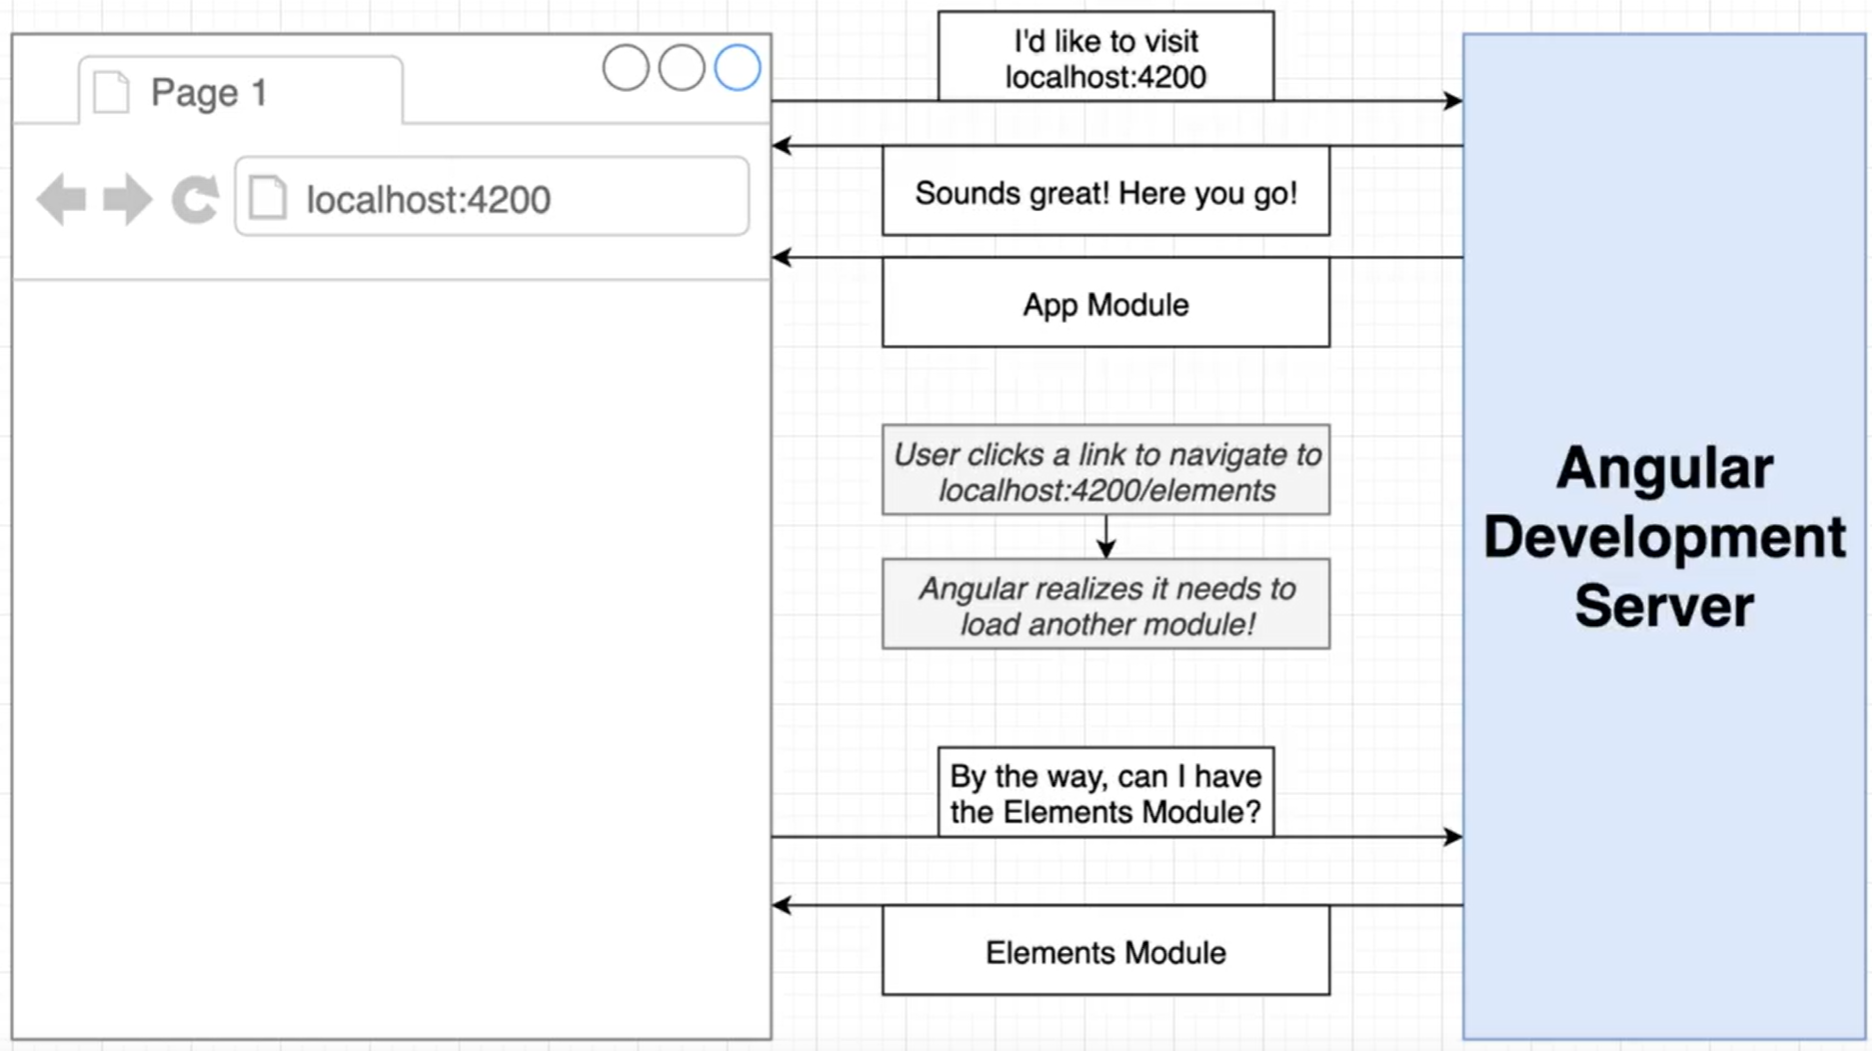 Page 1
localhost:4200
I'd like to visit
localhost:4200
Sounds great! Here you go!
App Module
User clicks a link to navigate to
localhost:4200/elements
Angular realizes it needs to
load another module!
By the way, can I have
the Elements Module?
Elements Module
Angular
Development
Server